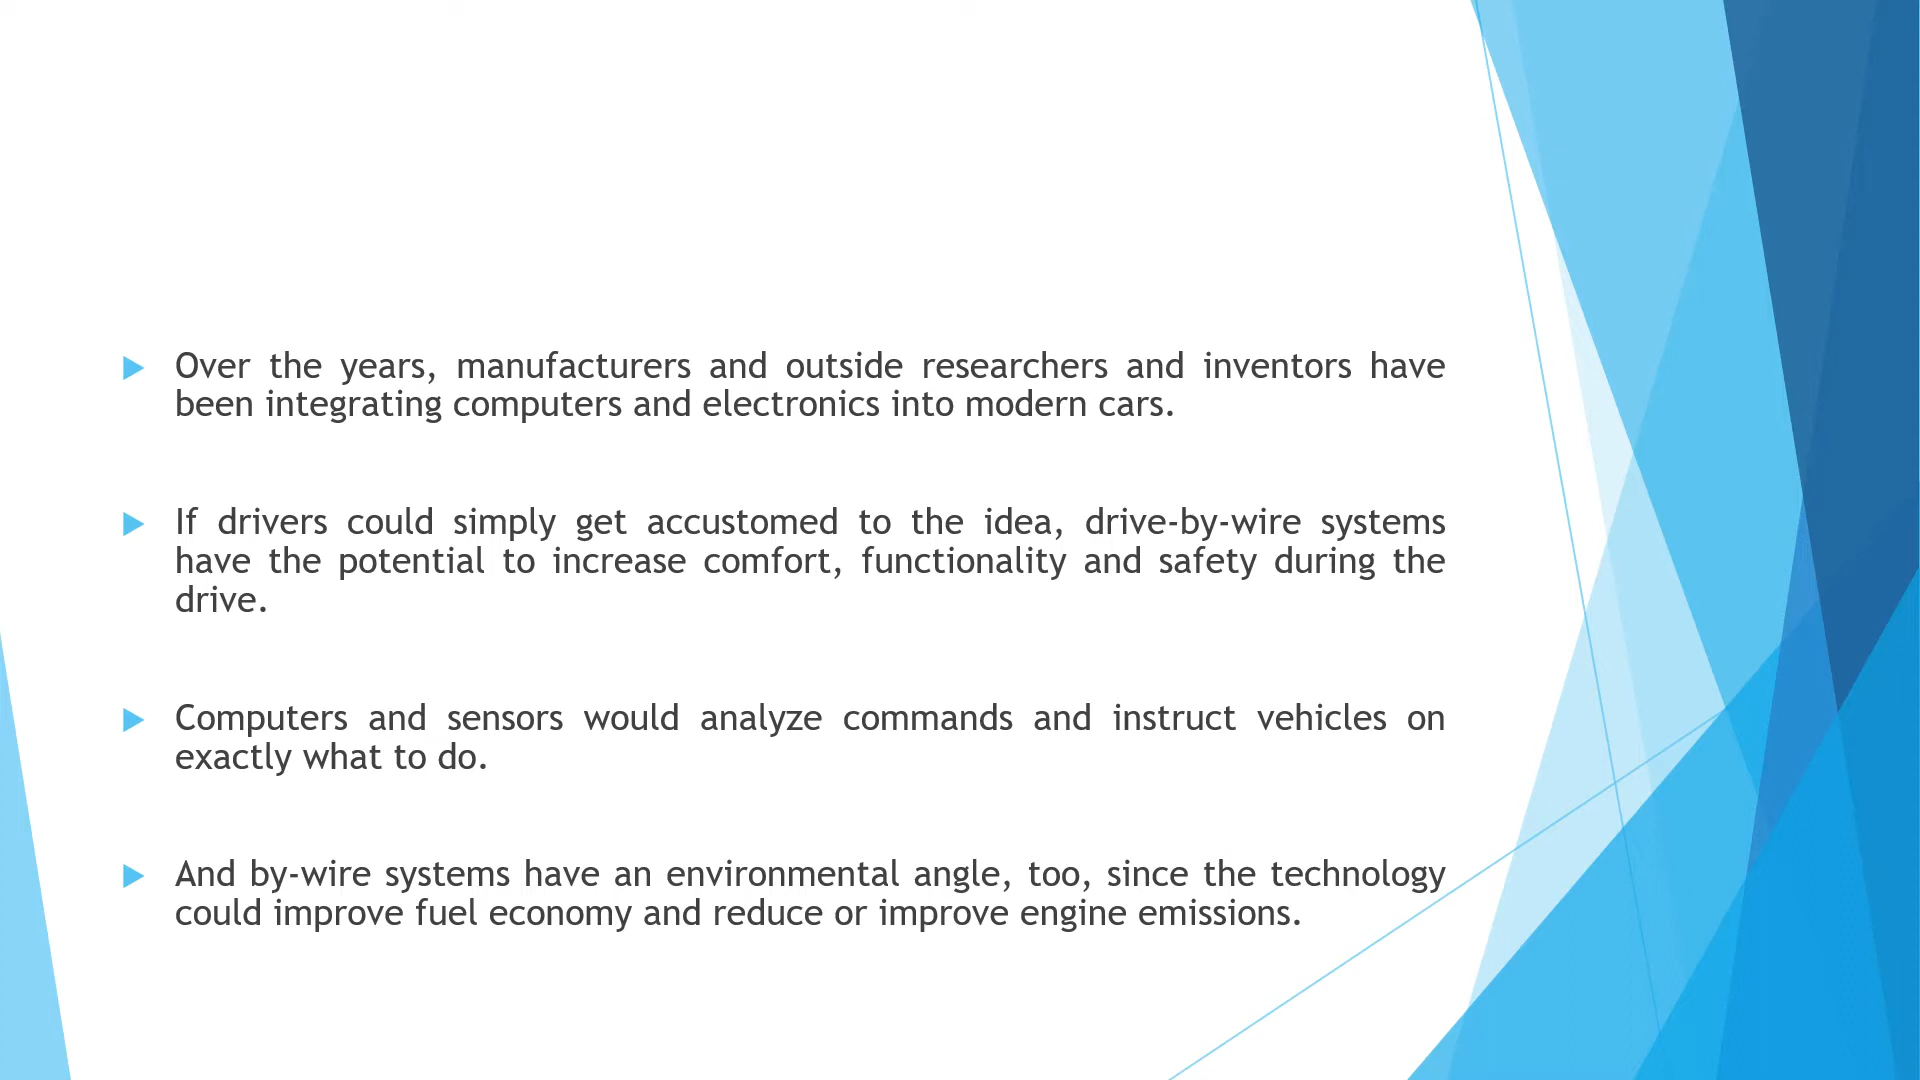 Over the years, manufacturers and outside researchers and inventors have
been integrating computers and electronics into modern cars.
If drivers could simply get accustomed to the idea, drive-by-wire systems
have the potential to increase comfort, functionality and safety during the
drive.
Computers and sensors would analyze commands and instruct vehicles on
exactly what to do.
And by-wire systems have an environmental angle, too, since the technology
could improve fuel economy and reduce or improve engine emissions.